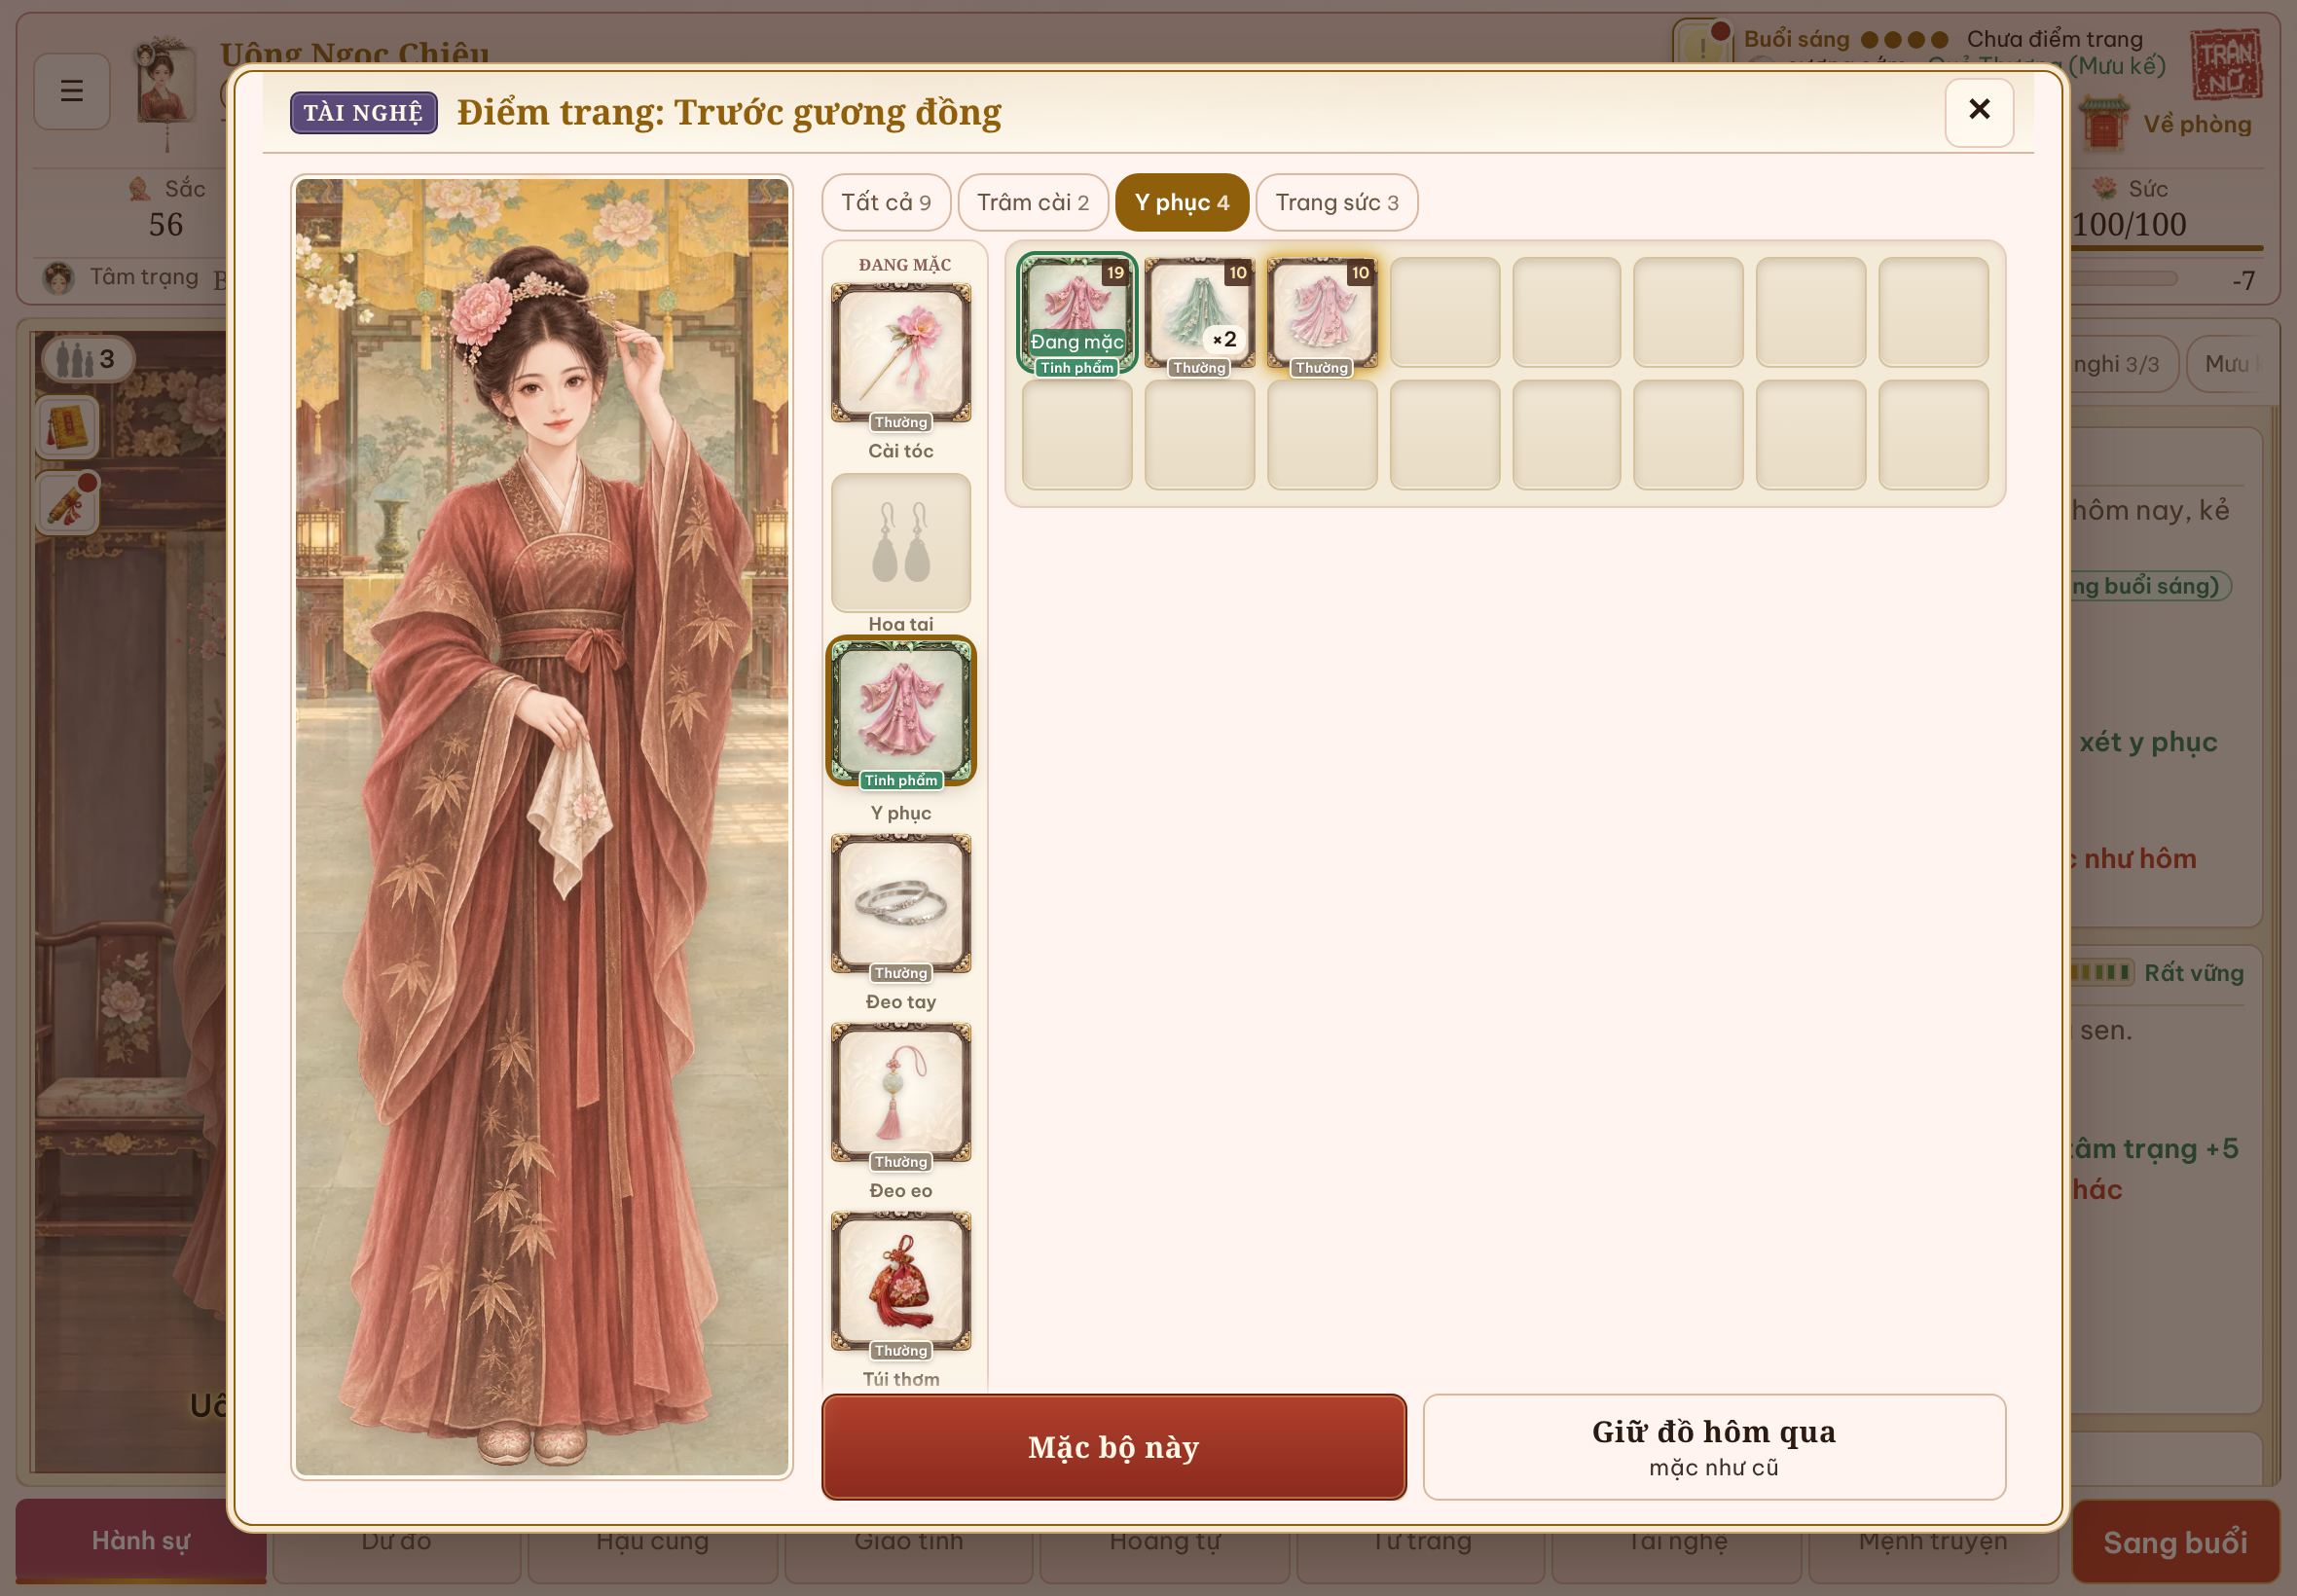 Uông Ngọc Chiêu
Buổi sáng
Chưa điểm trang
(Mưu kế)
TRÂN NỮ
Về phòng
TÀI NGHỆ
Điểm trang: Trước gương đồng
✕
Sắc
56
Sức
100/100
Tâm trạng
-7
Tất cả 9
Trâm cài 2
Y phục 4
Trang sức 3
ĐANG MẶC
Thường
Cài tóc
Hoa tai
Tinh phẩm
Y phục
Thường
Đeo tay
Thường
Đeo eo
Thường
Túi thơm
19
Đang mặc
Tinh phẩm
10
×2
Thường
10
Thường
3
nghi 3/3
Mưu
hôm nay, kẻ
ng buổi sáng)
xét y phục
như hôm
Rất vững
sen.
tâm trạng +5
hác
Mặc bộ này
Giữ đồ hôm qua
mặc như cũ
Hành sự
Dự đồ
Hậu cung
Giao tình
Hoàng tự
Tư trang
Tài nghệ
Mệnh truyện
Sang buổi